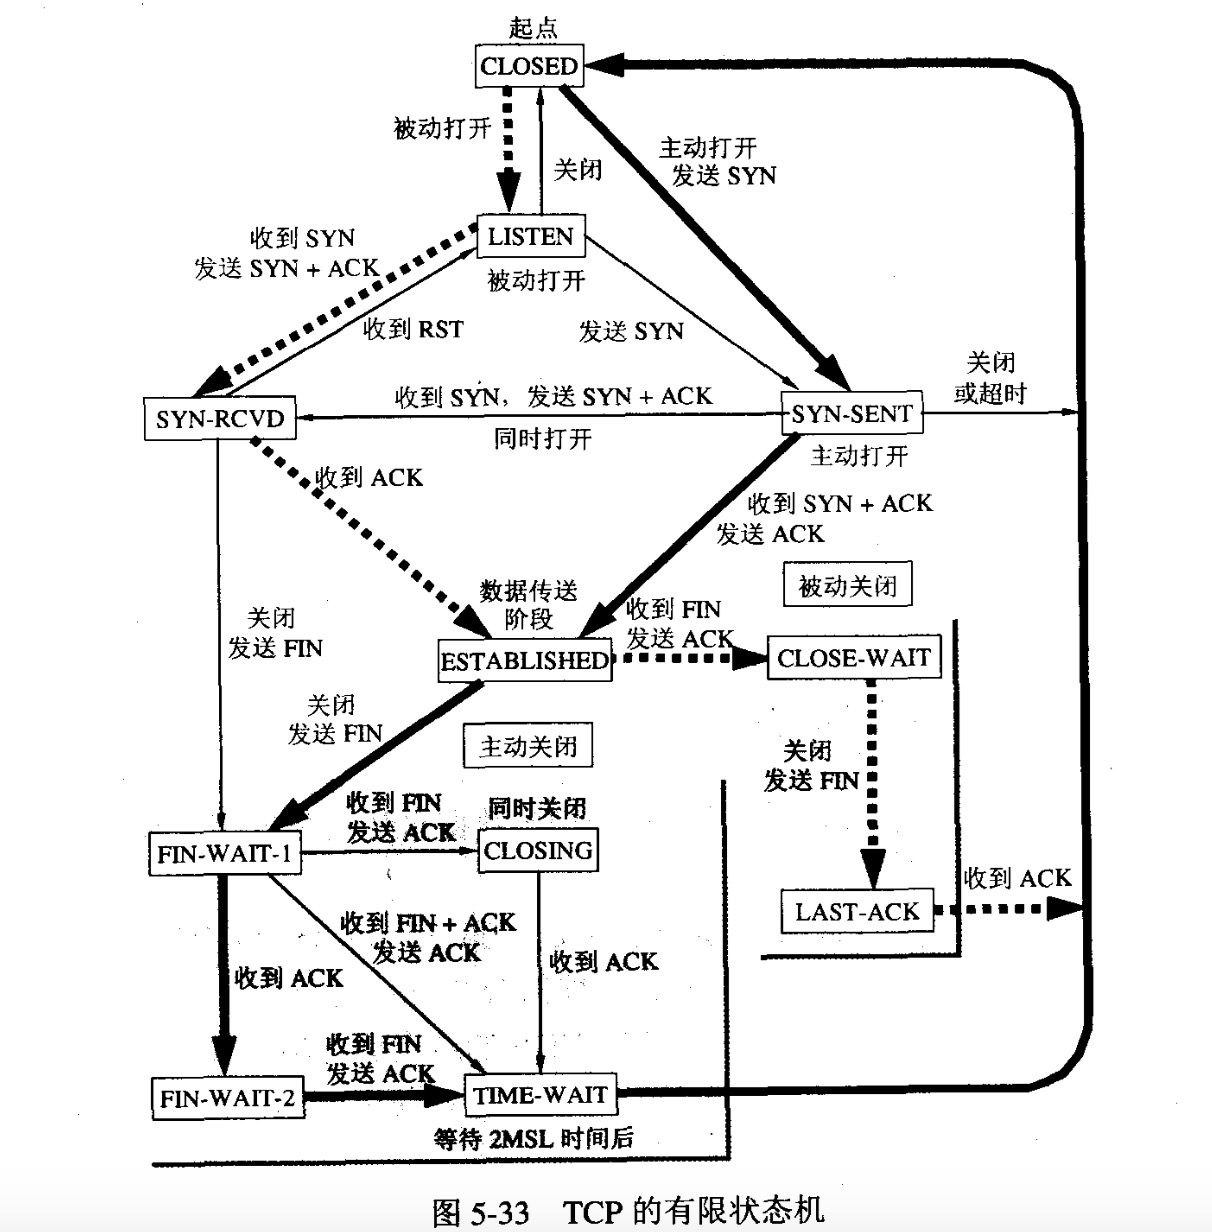 起点
CLOSED
被动打开
主动打开
发送 SYN
关闭
收到 SYN
发送 SYN + ACK
LISTEN
被动打开
收到 RST
发送 SYN
关闭
或超时
SYN-RCVD
收到 SYN，发送 SYN + ACK
同时打开
SYN-SENT
主动打开
收到 ACK
收到 SYN + ACK
发送 ACK
被动关闭
数据传送
阶段
收到 FIN
发送 ACK
关闭
发送 FIN
ESTABLISHED
CLOSE-WAIT
关闭
发送 FIN
主动关闭
关闭
发送 FIN
收到 FIN
发送 ACK
同时关闭
FIN-WAIT-1
CLOSING
LAST-ACK
收到 ACK
收到 FIN + ACK
发送 ACK
收到 ACK
收到 ACK
收到 FIN
发送 ACK
FIN-WAIT-2
TIME-WAIT
等待 2MSL 时间后
图 5-33 TCP 的有限状态机